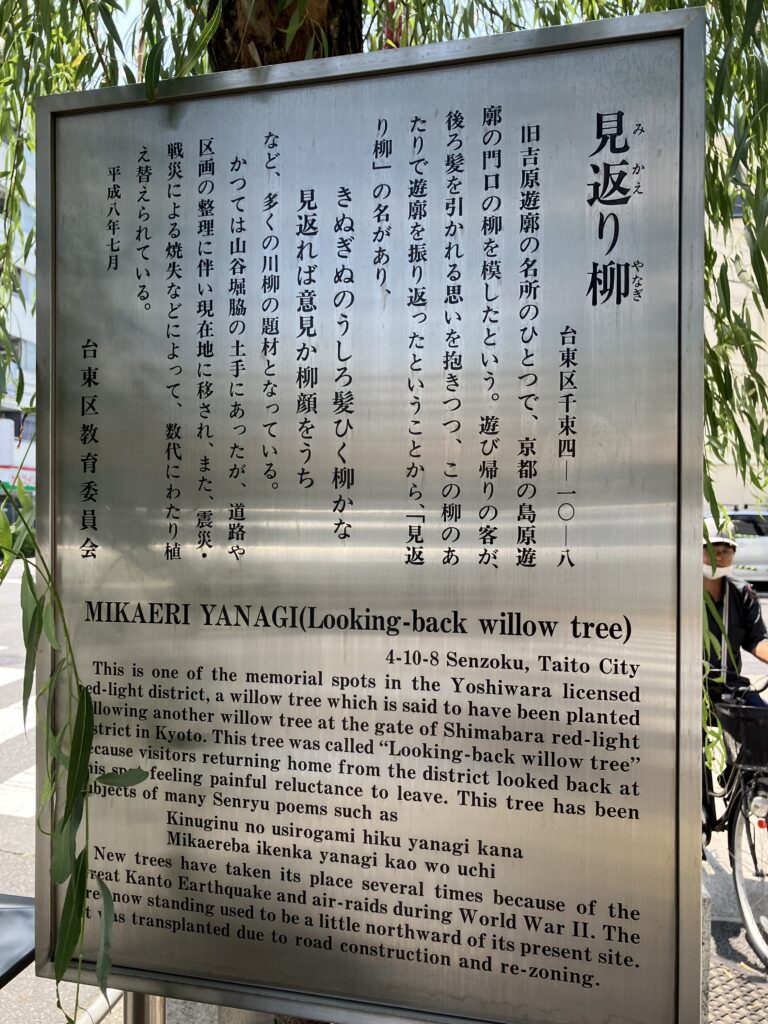 見返り柳
みかえ やなぎ
台東区千束四―一〇―八
旧吉原遊廓の名所のひとつで、京都の島原遊
廓の門口の柳を模したという。遊び帰りの客が、
後ろ髪を引かれる思いを抱きつつ、この柳のあ
たりで遊廓を振り返ったということから、「見返
り柳」の名があり、
きぬぎぬのうしろ髪ひく柳かな
見返れば意見か柳顔をうち
など、多くの川柳の題材となっている。
かつては山谷堀脇の土手にあったが、道路や
区画の整理に伴い現在地に移され、また、震災・
戦災による焼失などによって、数代にわたり植
え替えられている。
平成八年七月
台東区教育委員会
MIKAERI YANAGI(Looking-back willow tree)
4-10-8 Senzoku, Taito City
This is one of the memorial spots in the Yoshiwara licensed
red-light district, a willow tree which is said to have been planted
following another willow tree at the gate of Shimabara red-light
district in Kyoto. This tree was called “Looking-back willow tree”
because visitors returning home from the district looked back at
this spot feeling painful reluctance to leave. This tree has been
subjects of many Senryu poems such as
Kinuginu no usirogami hiku yanagi kana
Mikaereba ikenka yanagi kao wo uchi
New trees have taken its place several times because of the
Great Kanto Earthquake and air-raids during World War II. The
tree now standing used to be a little northward of its present site.
It was transplanted due to road construction and re-zoning.